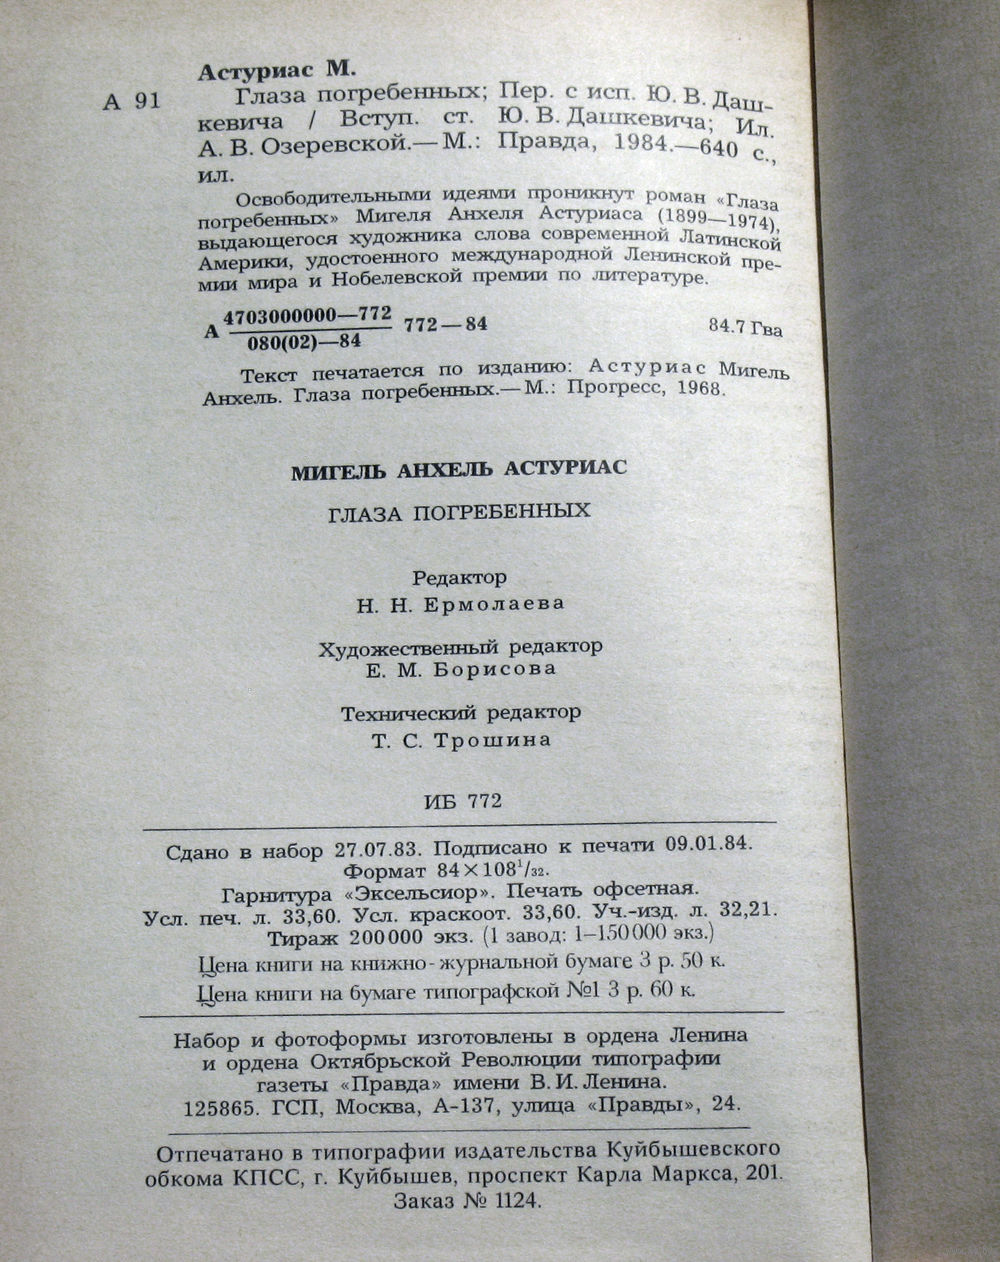 Астуриас М.
А 91 Глаза погребенных; Пер. с исп. Ю. В. Даш-
кевича / Вступ. ст. Ю. В. Дашкевича; Ил.
А. В. Озеревской.— М.: Правда, 1984.—640 с.,
ил.
Освободительными идеями проникнут роман «Глаза
погребенных» Мигеля Анхеля Астуриаса (1899—1974),
выдающегося художника слова современной Латинской
Америки, удостоенного международной Ленинской пре-
мии мира и Нобелевской премии по литературе.
А 4703000000—772 / 080(02)—84 772—84 84.7 Гва
Текст печатается по изданию: Астуриас Мигель
Анхель. Глаза погребенных.— М.: Прогресс, 1968.
МИГЕЛЬ АНХЕЛЬ АСТУРИАС
ГЛАЗА ПОГРЕБЕННЫХ
Редактор
Н. Н. Ермолаева
Художественный редактор
Е. М. Борисова
Технический редактор
Т. С. Трошина
ИБ 772
Сдано в набор 27.07.83. Подписано к печати 09.01.84.
Формат 84×108¹/₃₂.
Гарнитура «Эксельсиор». Печать офсетная.
Усл. печ. л. 33,60. Усл. краскоот. 33,60. Уч.-изд. л. 32,21.
Тираж 200000 экз. (1 завод: 1–150000 экз.)
Цена книги на книжно-журнальной бумаге 3 р. 50 к.
Цена книги на бумаге типографской №1 3 р. 60 к.
Набор и фотоформы изготовлены в ордена Ленина
и ордена Октябрьской Революции типографии
газеты «Правда» имени В. И. Ленина.
125865. ГСП, Москва, А-137, улица «Правды», 24.
Отпечатано в типографии издательства Куйбышевского
обкома КПСС, г. Куйбышев, проспект Карла Маркса, 201.
Заказ № 1124.